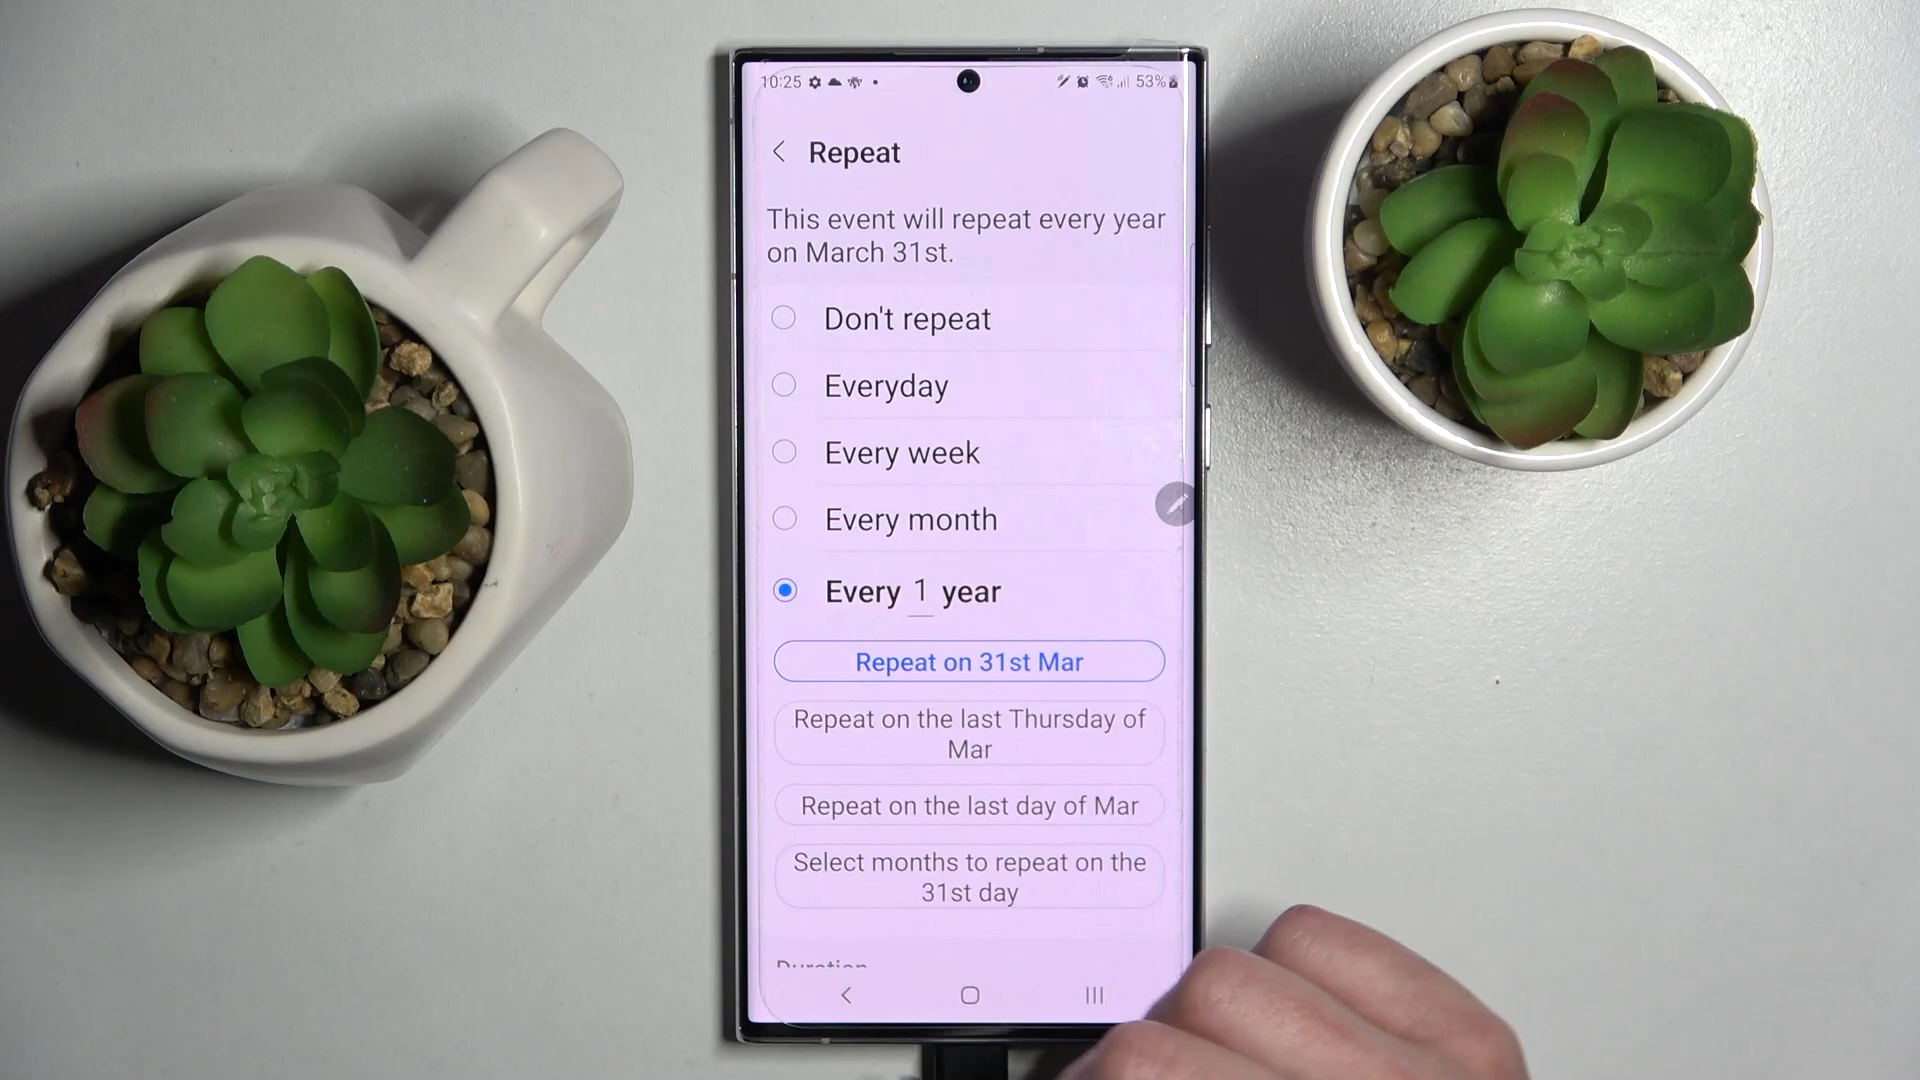 10:25 53%
Repeat
This event will repeat every year
on March 31st.
Don't repeat
Everyday
Every week
Every month
Every 1 year
Repeat on 31st Mar
Repeat on the last Thursday of
Mar
Repeat on the last day of Mar
Select months to repeat on the
31st day
Duration